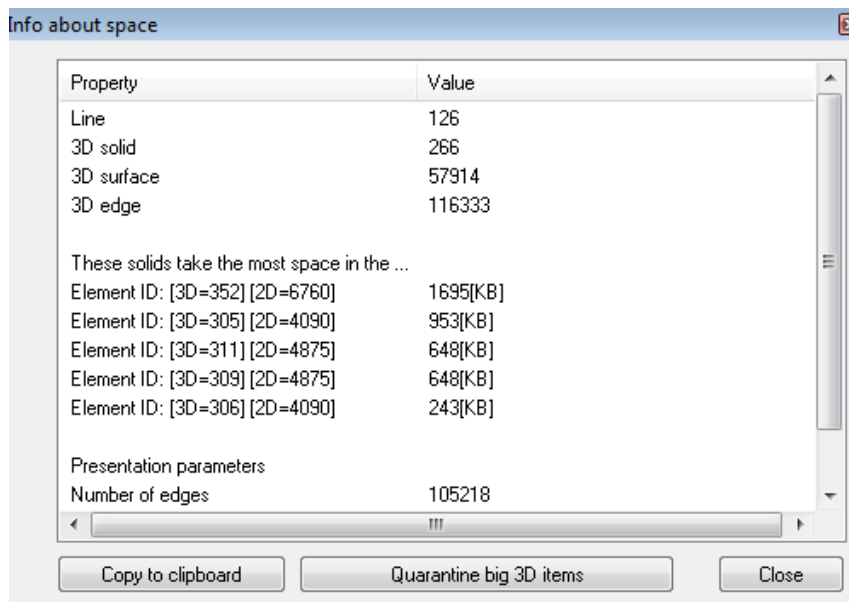 Info about space
Property Value
Line 126
3D solid 266
3D surface 57914
3D edge 116333
These solids take the most space in the ...
Element ID: [3D=352] [2D=6760] 1695[KB]
Element ID: [3D=305] [2D=4090] 953[KB]
Element ID: [3D=311] [2D=4875] 648[KB]
Element ID: [3D=309] [2D=4875] 648[KB]
Element ID: [3D=306] [2D=4090] 243[KB]
Presentation parameters
Number of edges 105218
Copy to clipboard Quarantine big 3D items Close